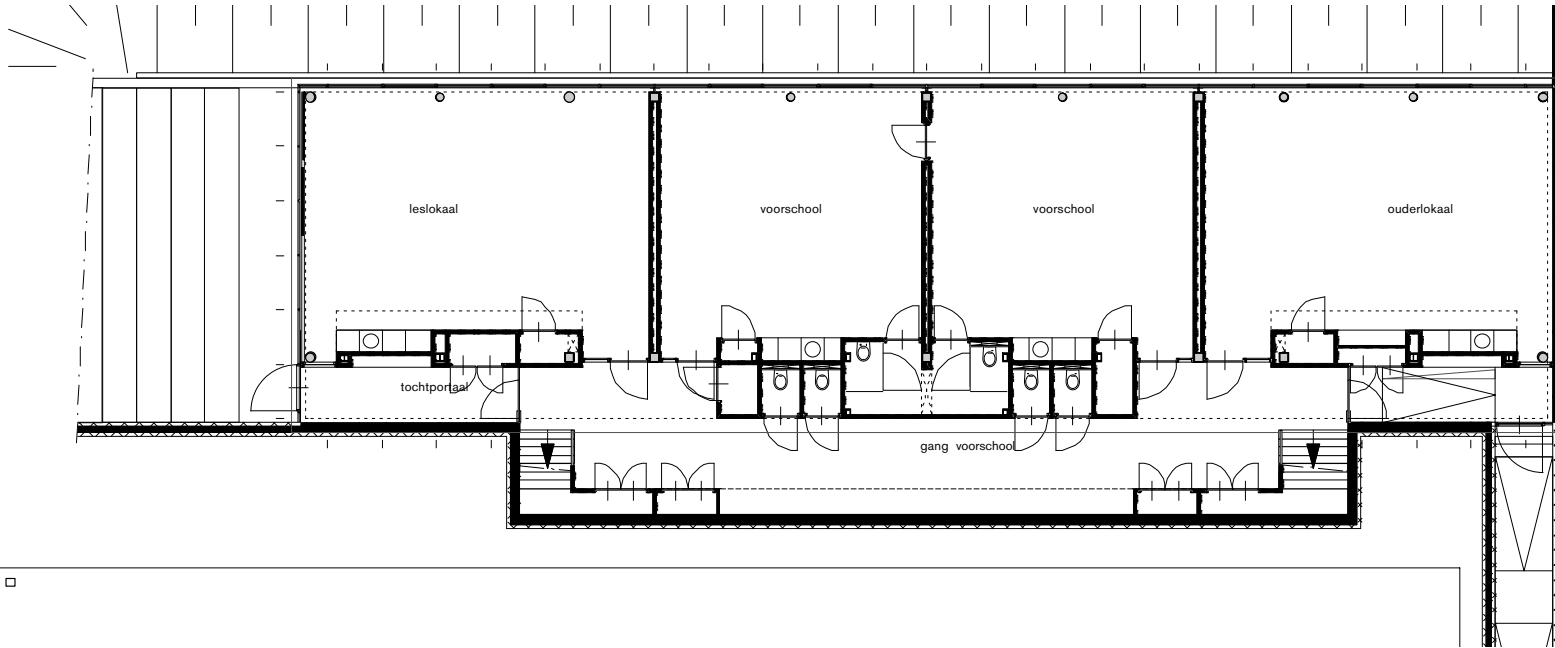 leslokaal
voorschool
voorschool
ouderlokaal
tochtportaal
gang voorschool